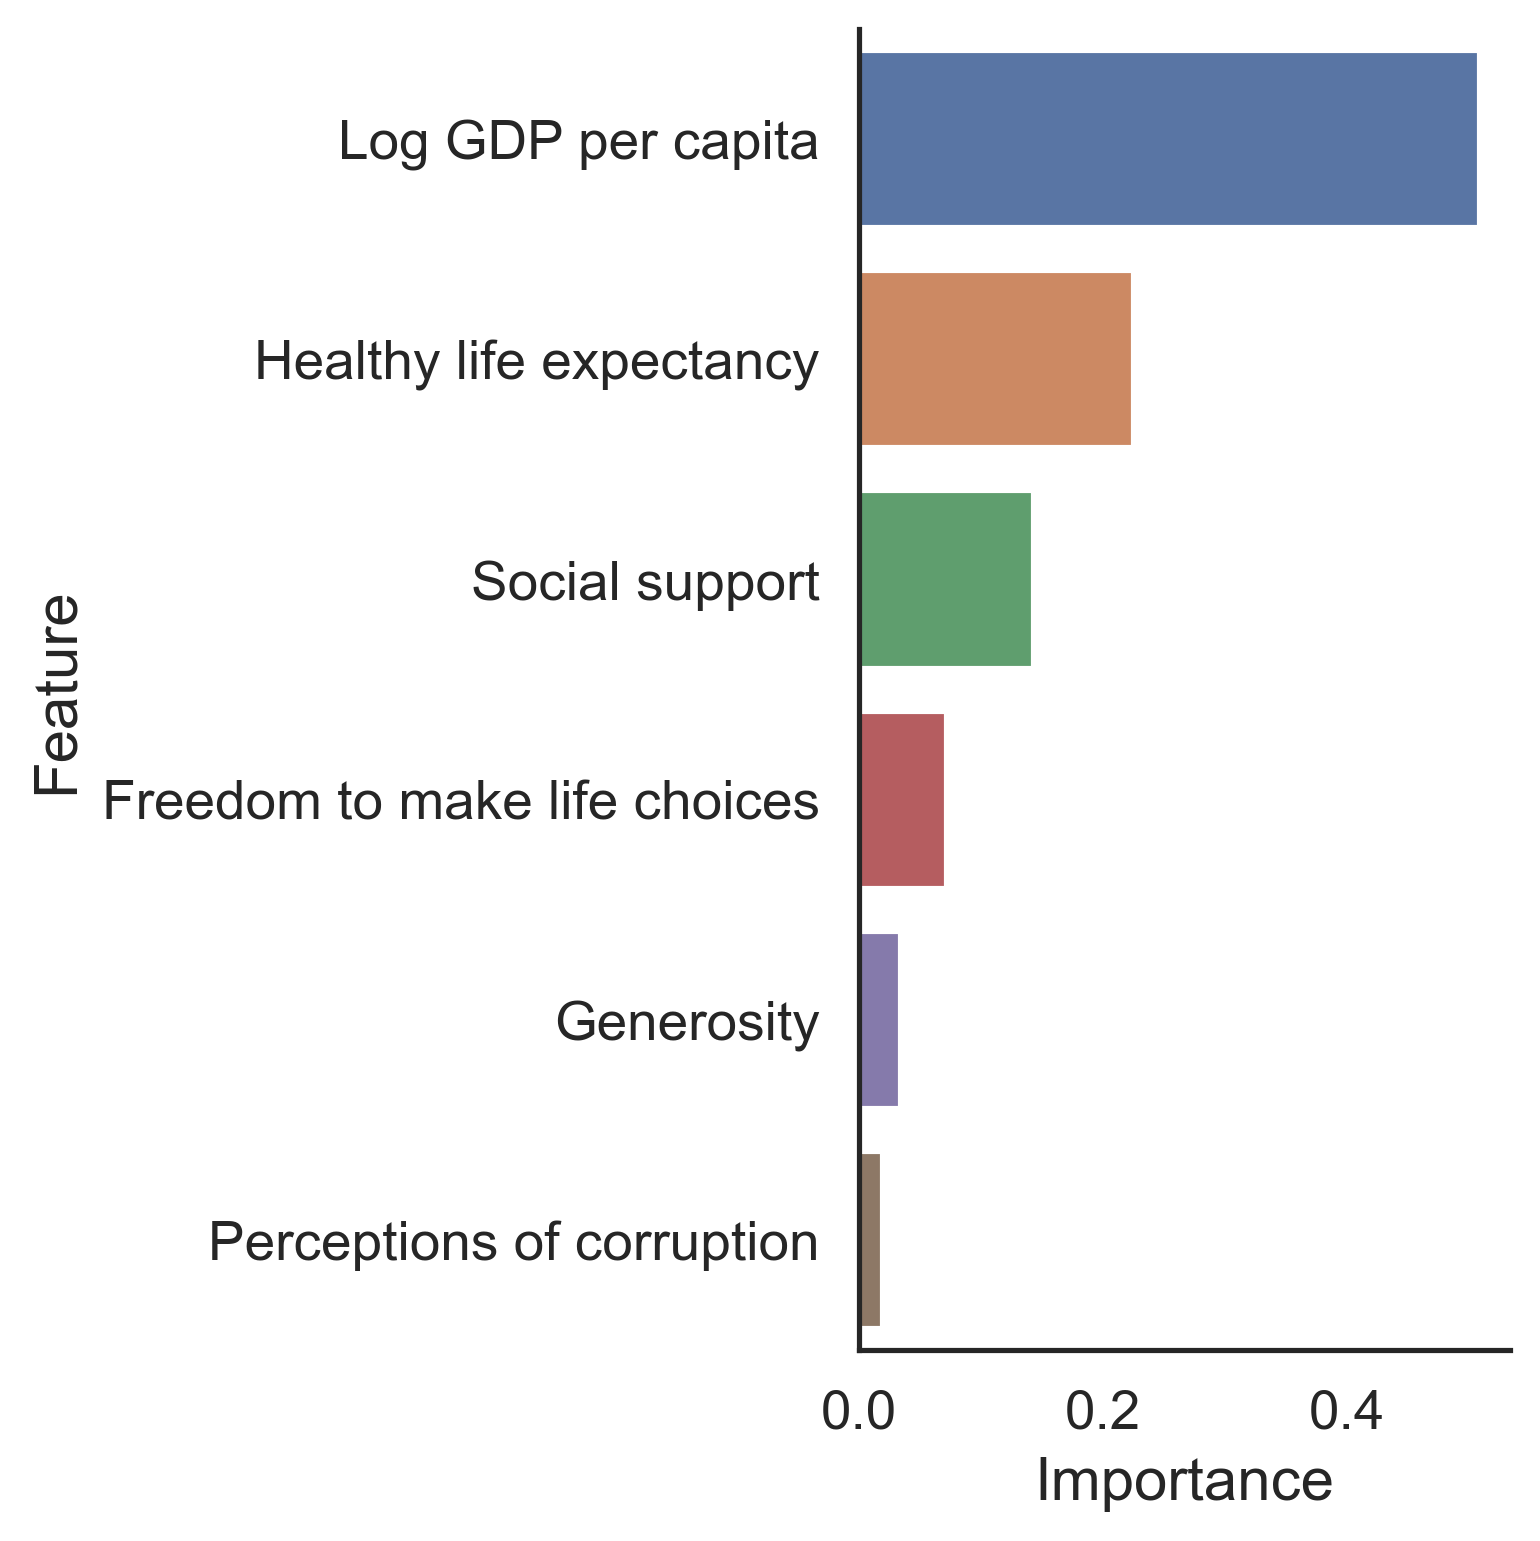 Log GDP per capita
Healthy life expectancy
Social support
Feature
Freedom to make life choices
Generosity
Perceptions of corruption
0.0 0.2 0.4
Importance